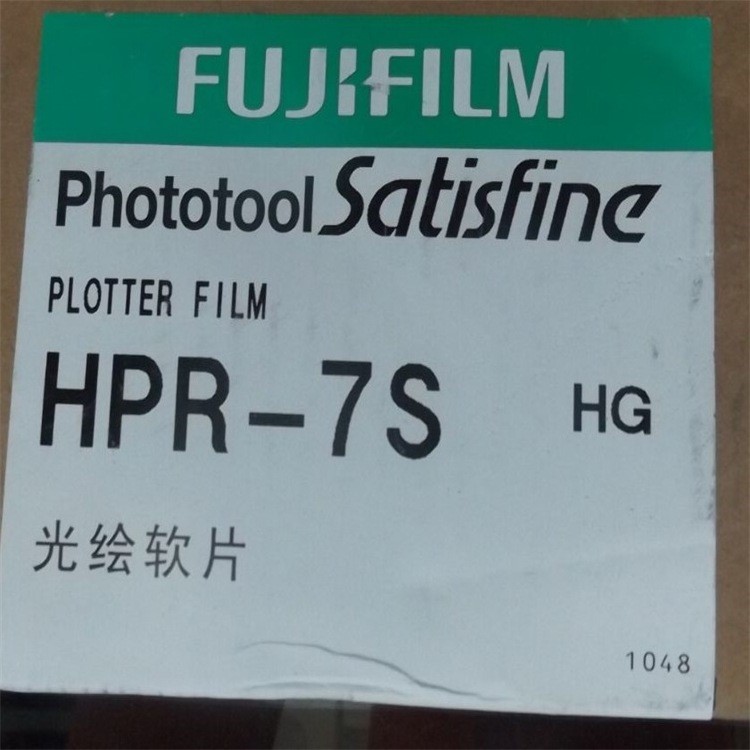 FUJIFILM
Phototool Satisfine
PLOTTER FILM
HPR-7S HG
光绘软片
1048